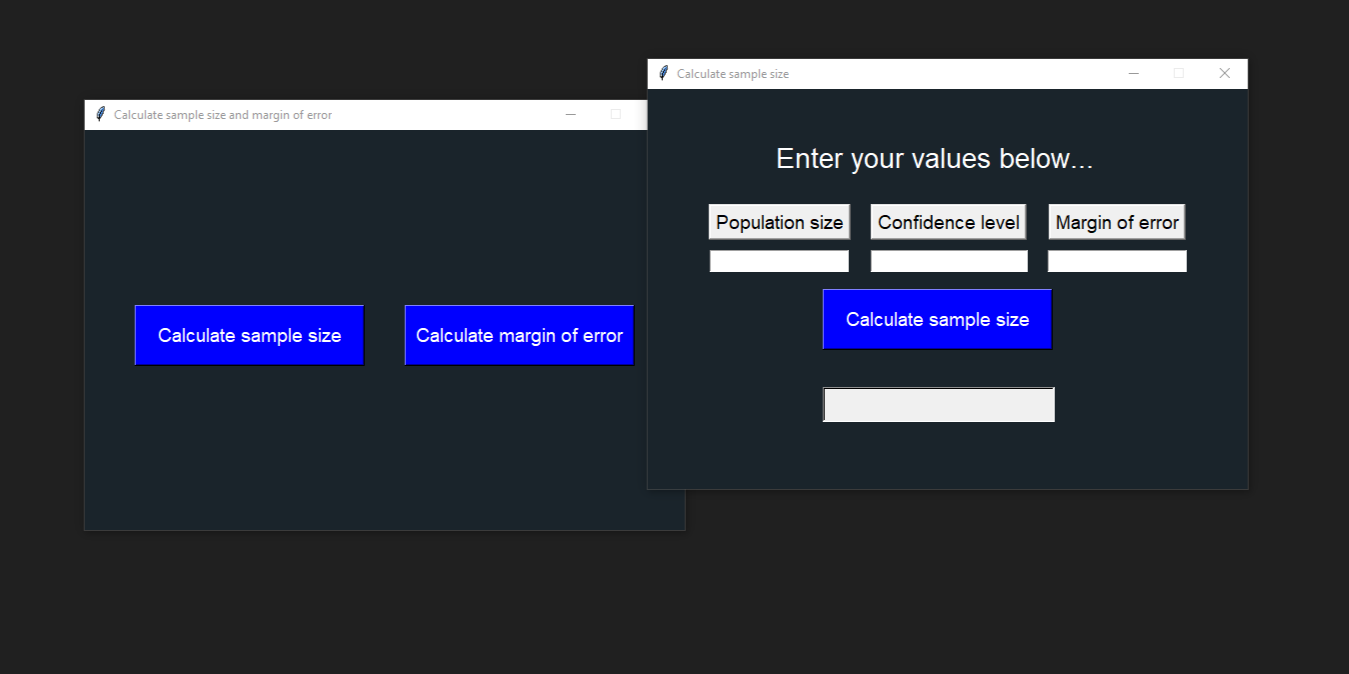 Calculate sample size and margin of error
Calculate sample size
Calculate margin of error
Calculate sample size
Enter your values below...
Population size
Confidence level
Margin of error
Calculate sample size